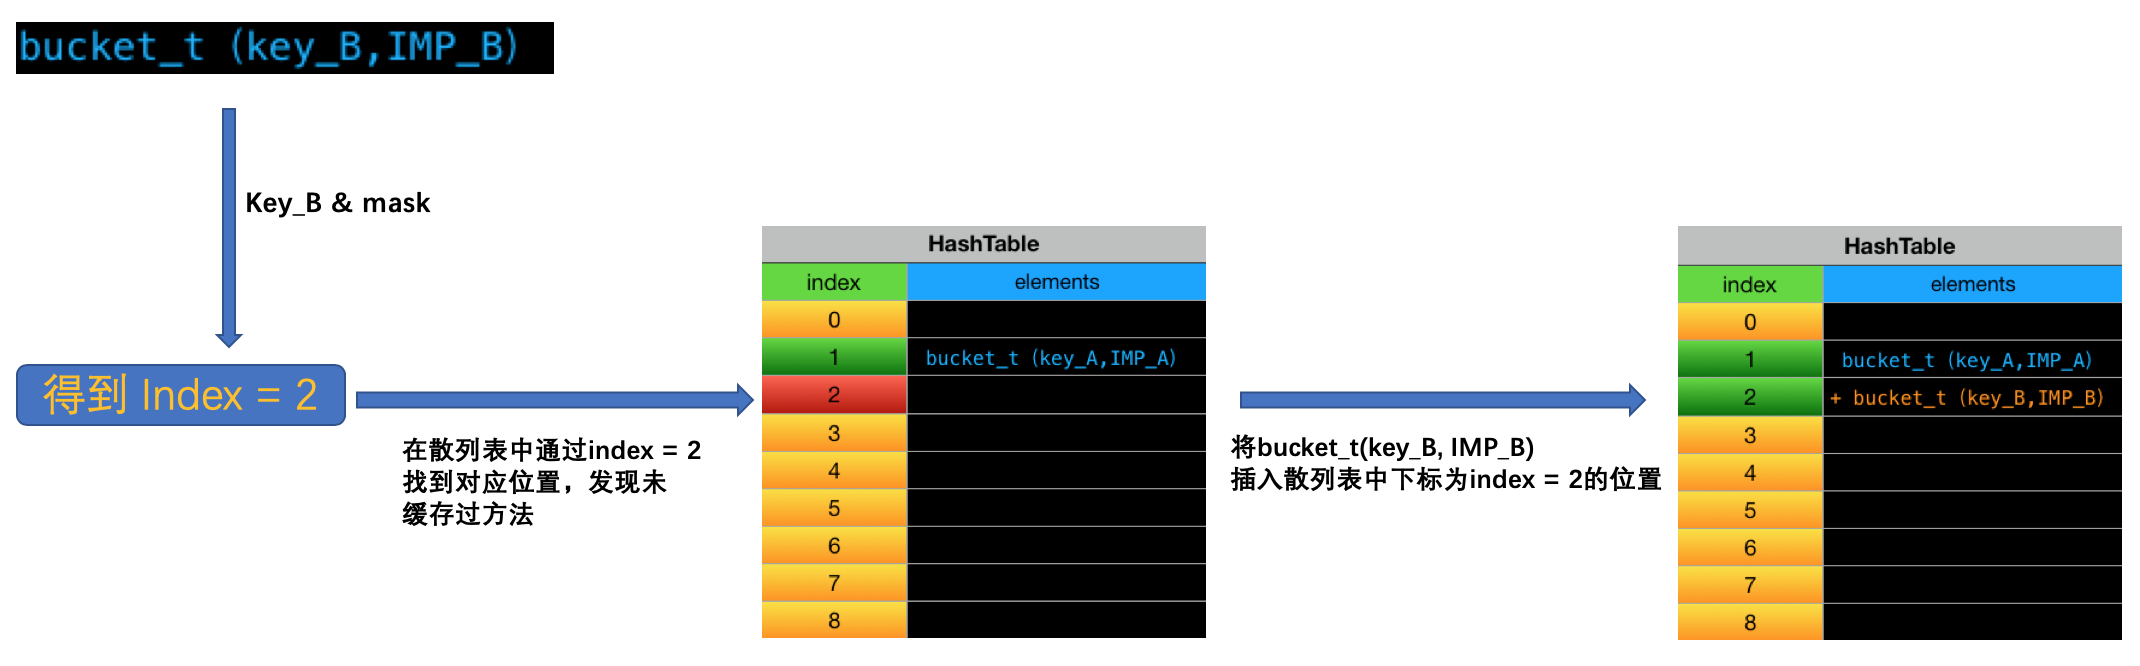 bucket_t (key_B,IMP_B)
Key_B & mask
得到 Index = 2
在散列表中通过index = 2
找到对应位置，发现未
缓存过方法
HashTable
index elements
0
1 bucket_t (key_A,IMP_A)
2
3
4
5
6
7
8
将bucket_t(key_B, IMP_B)
插入散列表中下标为index = 2的位置
HashTable
index elements
0
1 bucket_t (key_A,IMP_A)
2 + bucket_t (key_B,IMP_B)
3
4
5
6
7
8